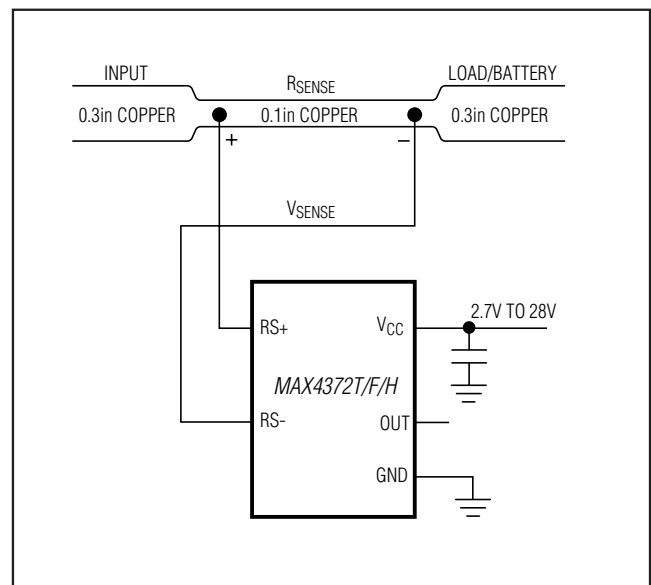 INPUT
RSENSE
LOAD/BATTERY
0.3in COPPER
0.1in COPPER
0.3in COPPER
+
−
VSENSE
2.7V TO 28V
RS+
VCC
MAX4372T/F/H
RS-
OUT
GND